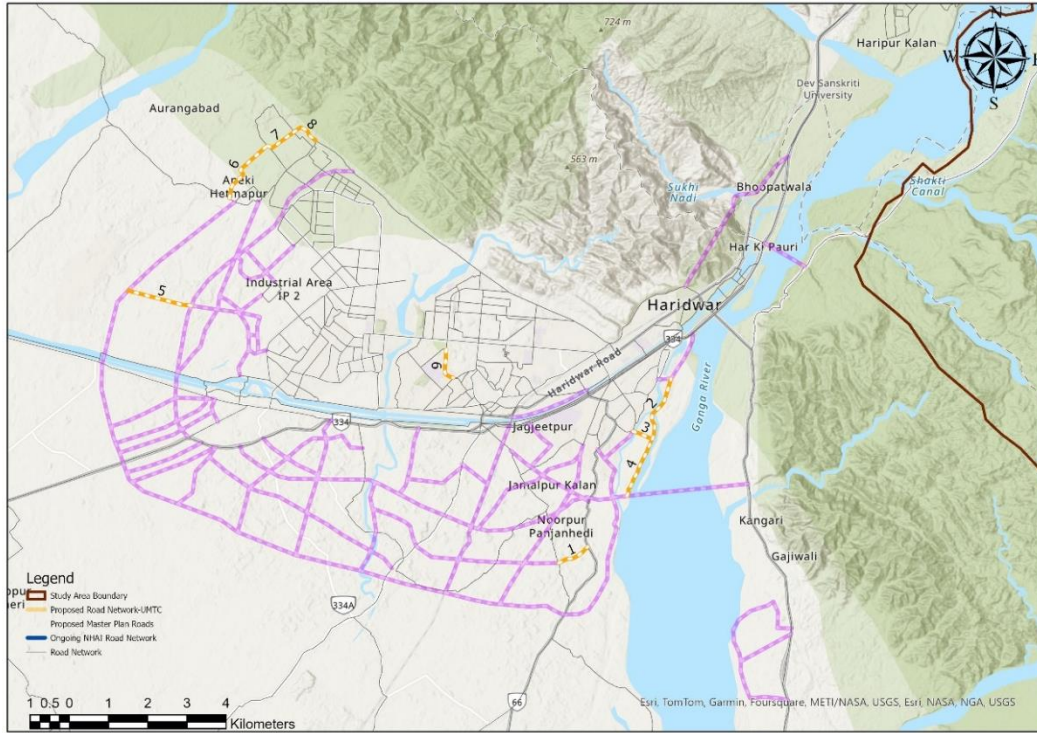 724 m
Haripur Kalan
N
W
E
S
Dev Sanskriti
University
Aurangabad
563 m
8
7
6
Aneki
Hetmapur
Sukhi
Nadi
Bhoopatwala
Shakti
Canal
Har Ki Pauri
5
Industrial Area
IP 2
Haridwar
334
9
Haridwar Road
Ganga River
2
3
4
334
Jagjeetpur
Jamalpur Kalan
Noorpur
Panjanhedi
1
Kangari
Gajiwali
Legend
Study Area Boundary
Proposed Road Network-UMTC
Proposed Master Plan Roads
Ongoing NHAI Road Network
Road Network
334A
66
1 0.5 0 1 2 3 4
Kilometers
Esri, TomTom, Garmin, Foursquare, METI/NASA, USGS, Esri, NASA, NGA, USGS